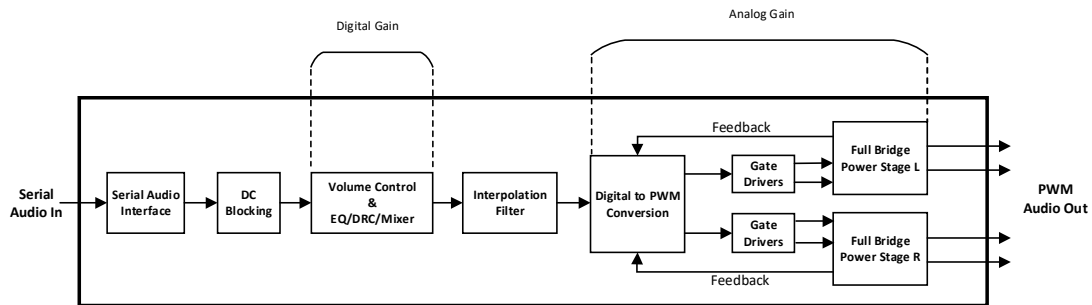 Digital Gain
Analog Gain
Serial
Audio In
Serial Audio
Interface
DC
Blocking
Volume Control
&
EQ/DRC/Mixer
Interpolation
Filter
Digital to PWM
Conversion
Feedback
Gate
Drivers
Full Bridge
Power Stage L
Gate
Drivers
Full Bridge
Power Stage R
Feedback
PWM
Audio Out